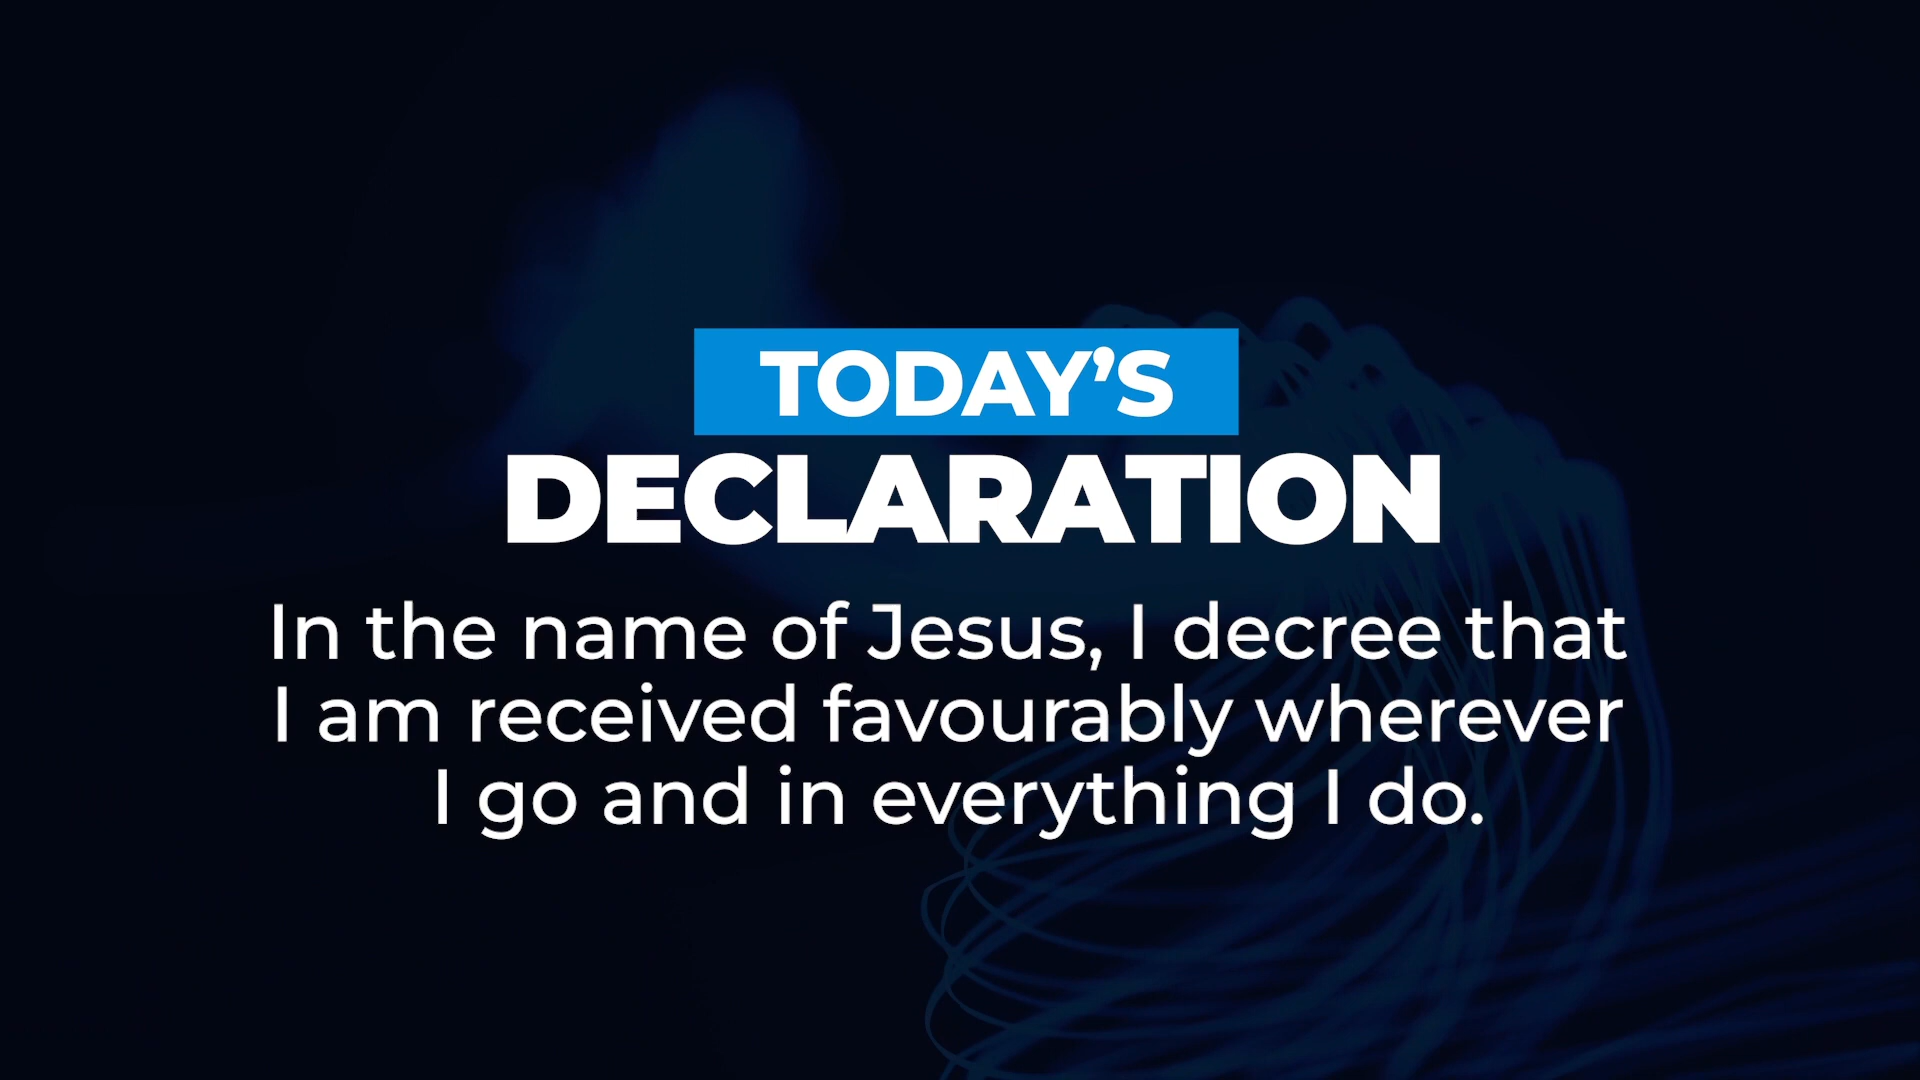 TODAY’S
DECLARATION
In the name of Jesus, I decree that
I am received favourably wherever
I go and in everything I do.